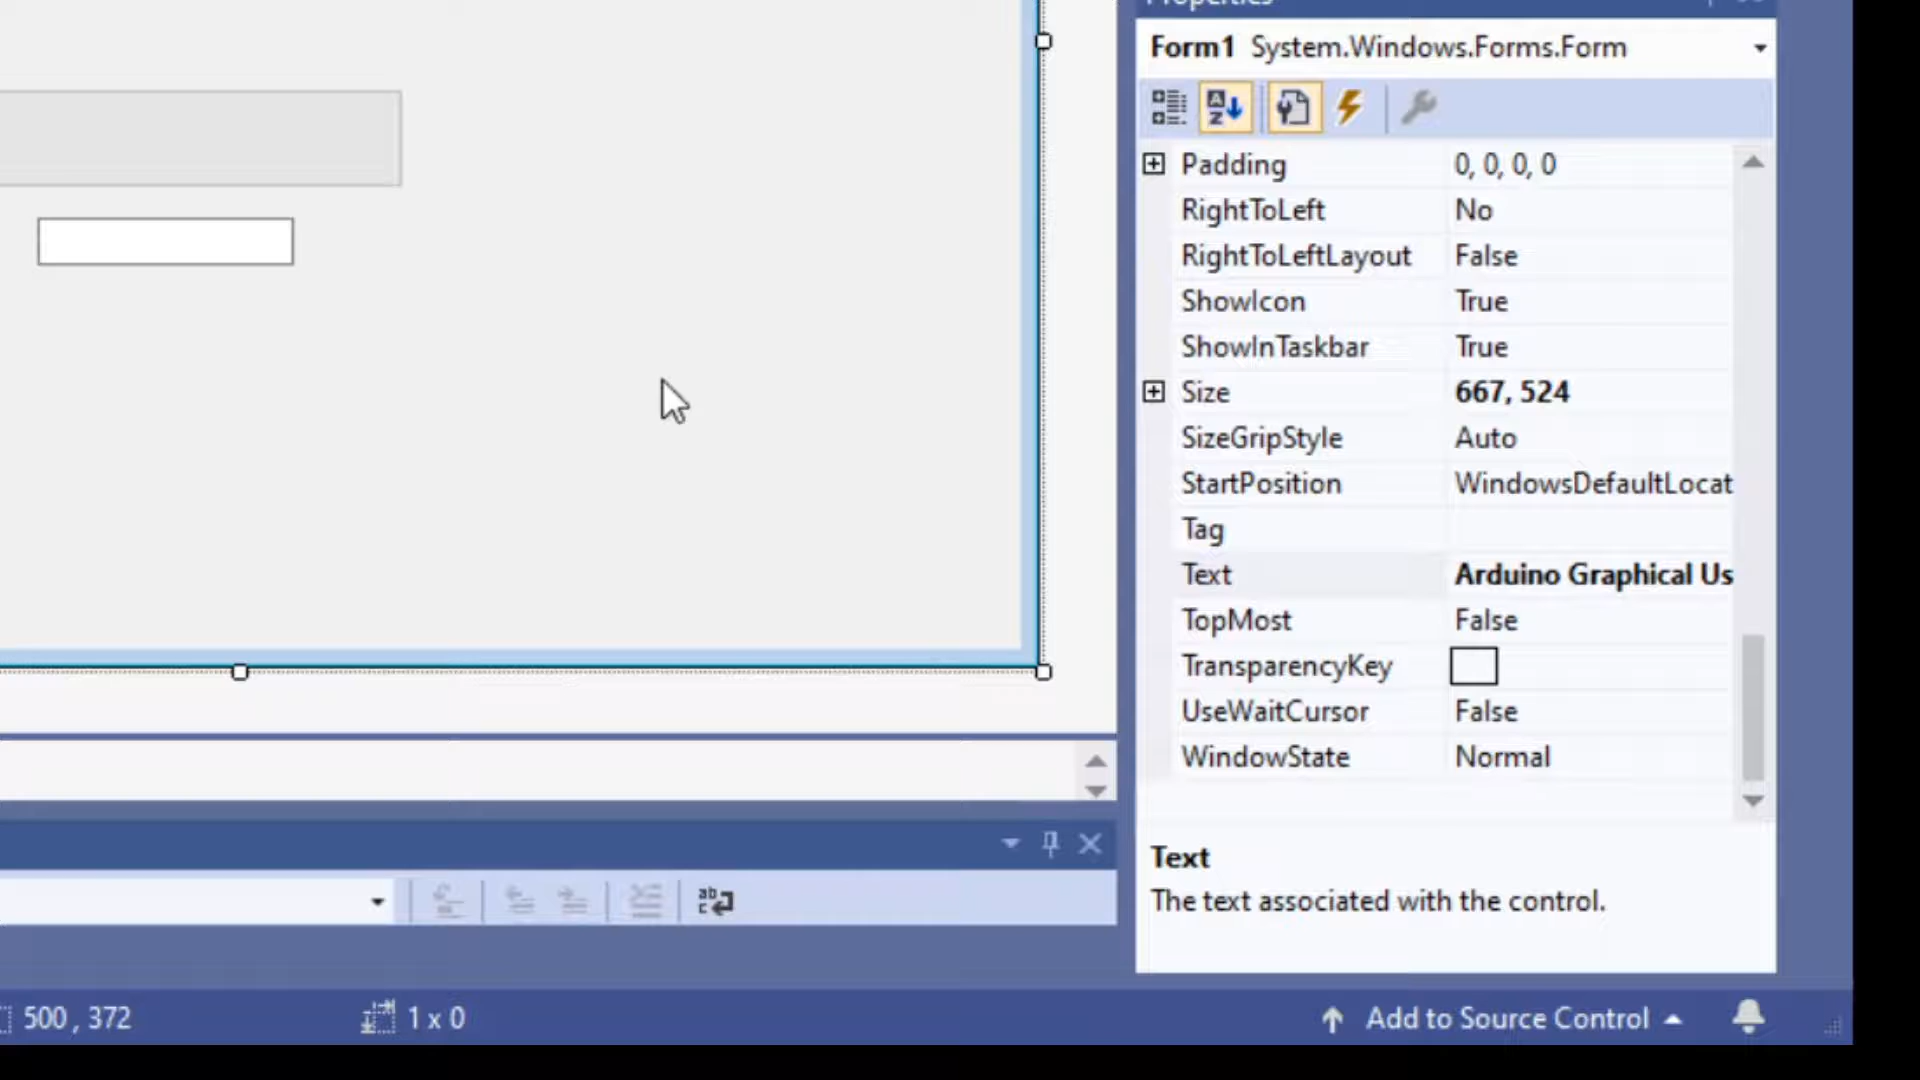 Properties
Form1 System.Windows.Forms.Form
Padding 0, 0, 0, 0
RightToLeft No
RightToLeftLayout False
ShowIcon True
ShowInTaskbar True
Size 667, 524
SizeGripStyle Auto
StartPosition WindowsDefaultLocat
Tag
Text Arduino Graphical Us
TopMost False
TransparencyKey
UseWaitCursor False
WindowState Normal
Text
The text associated with the control.
500 , 372 1 x 0 Add to Source Control